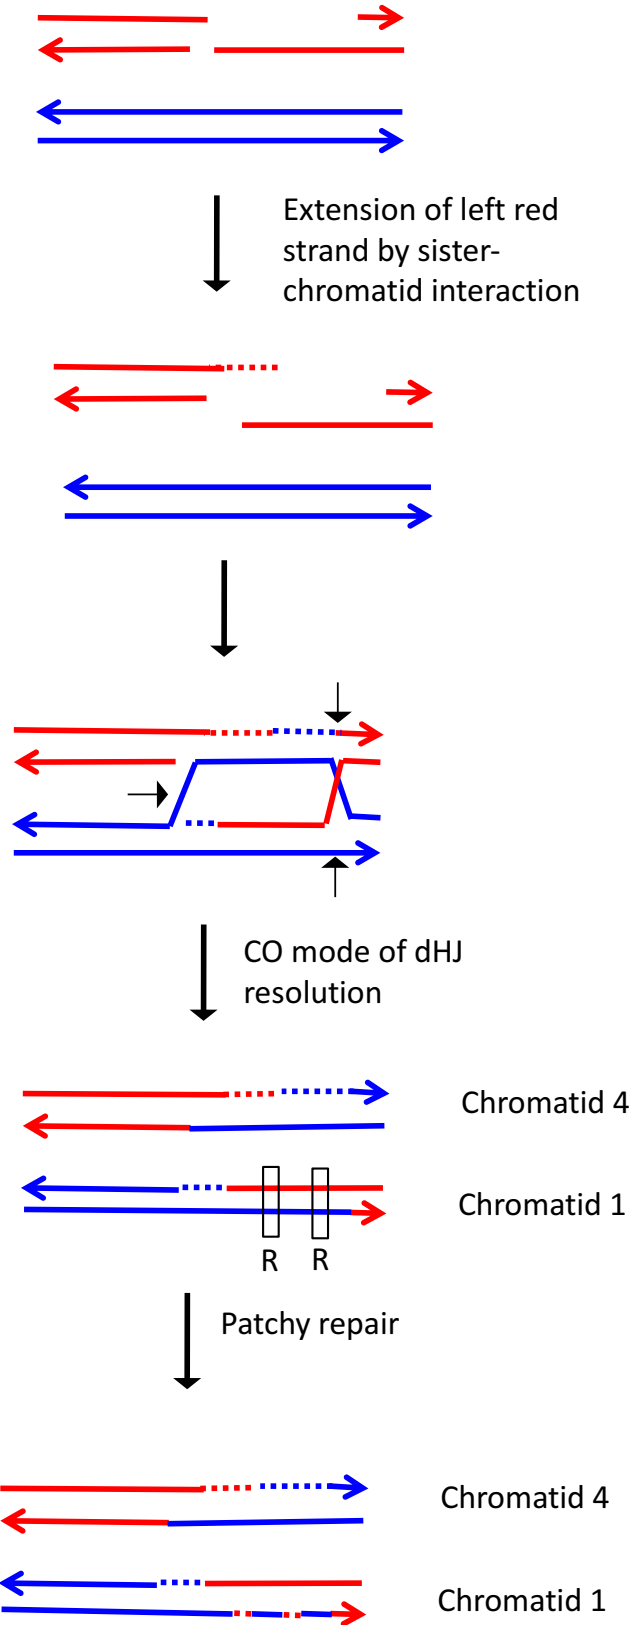 Extension of left red
strand by sister-
chromatid interaction
CO mode of dHJ
resolution
Chromatid 4
Chromatid 1
R R
Patchy repair
Chromatid 4
Chromatid 1